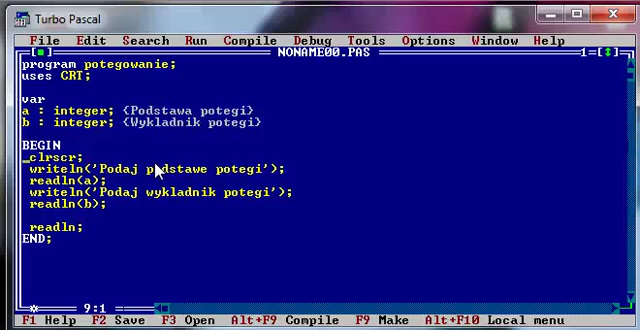 Turbo Pascal
File Edit Search Run Compile Debug Tools Options Window Help
NONAME00.PAS 1=[↕]
program potegowanie;
uses CRT;
var
a : integer; {Podstawa potegi}
b : integer; {Wykladnik potegi}
BEGIN
clrscr;
writeln('Podaj podstawe potegi');
readln(a);
writeln('Podaj wykladnik potegi');
readln(b);
readln;
END;
9:1
F1 Help F2 Save F3 Open Alt+F9 Compile F9 Make Alt+F10 Local menu